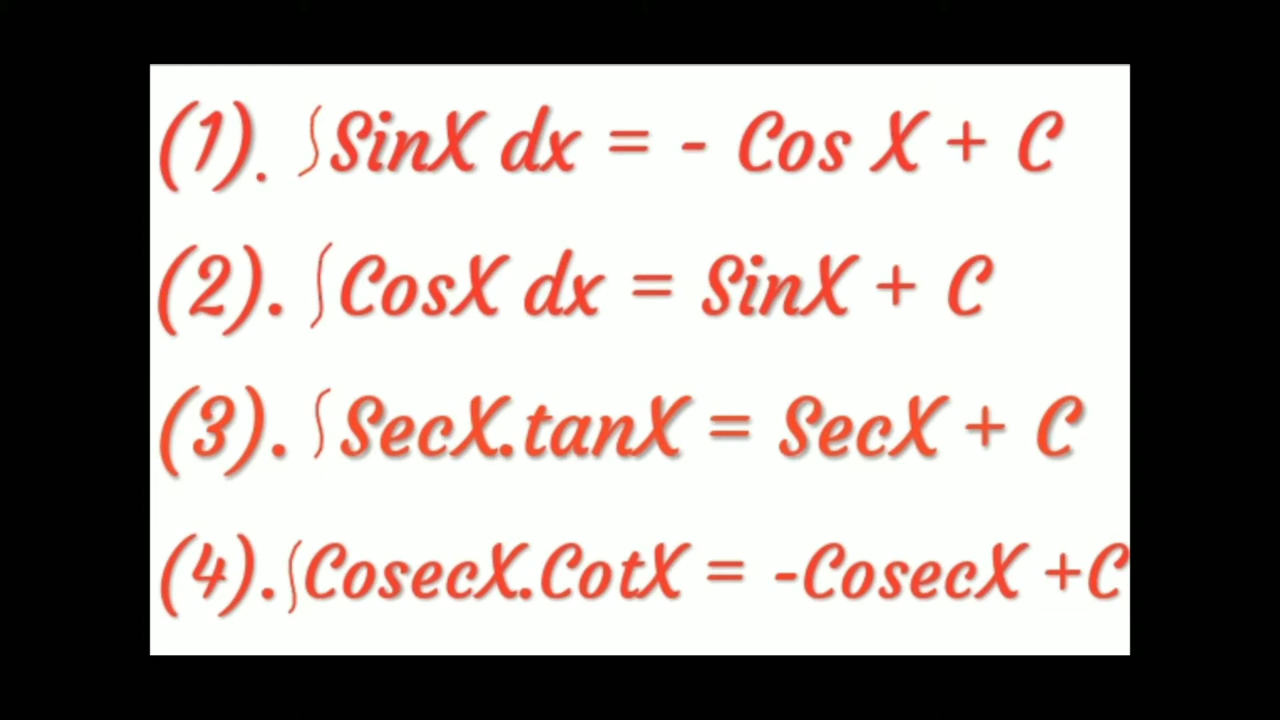 (1). ∫SinX dx = - Cos X + C
(2). ∫CosX dx = SinX + C
(3). ∫SecX.tanX = SecX + C
(4).∫CosecX.CotX = -CosecX +C